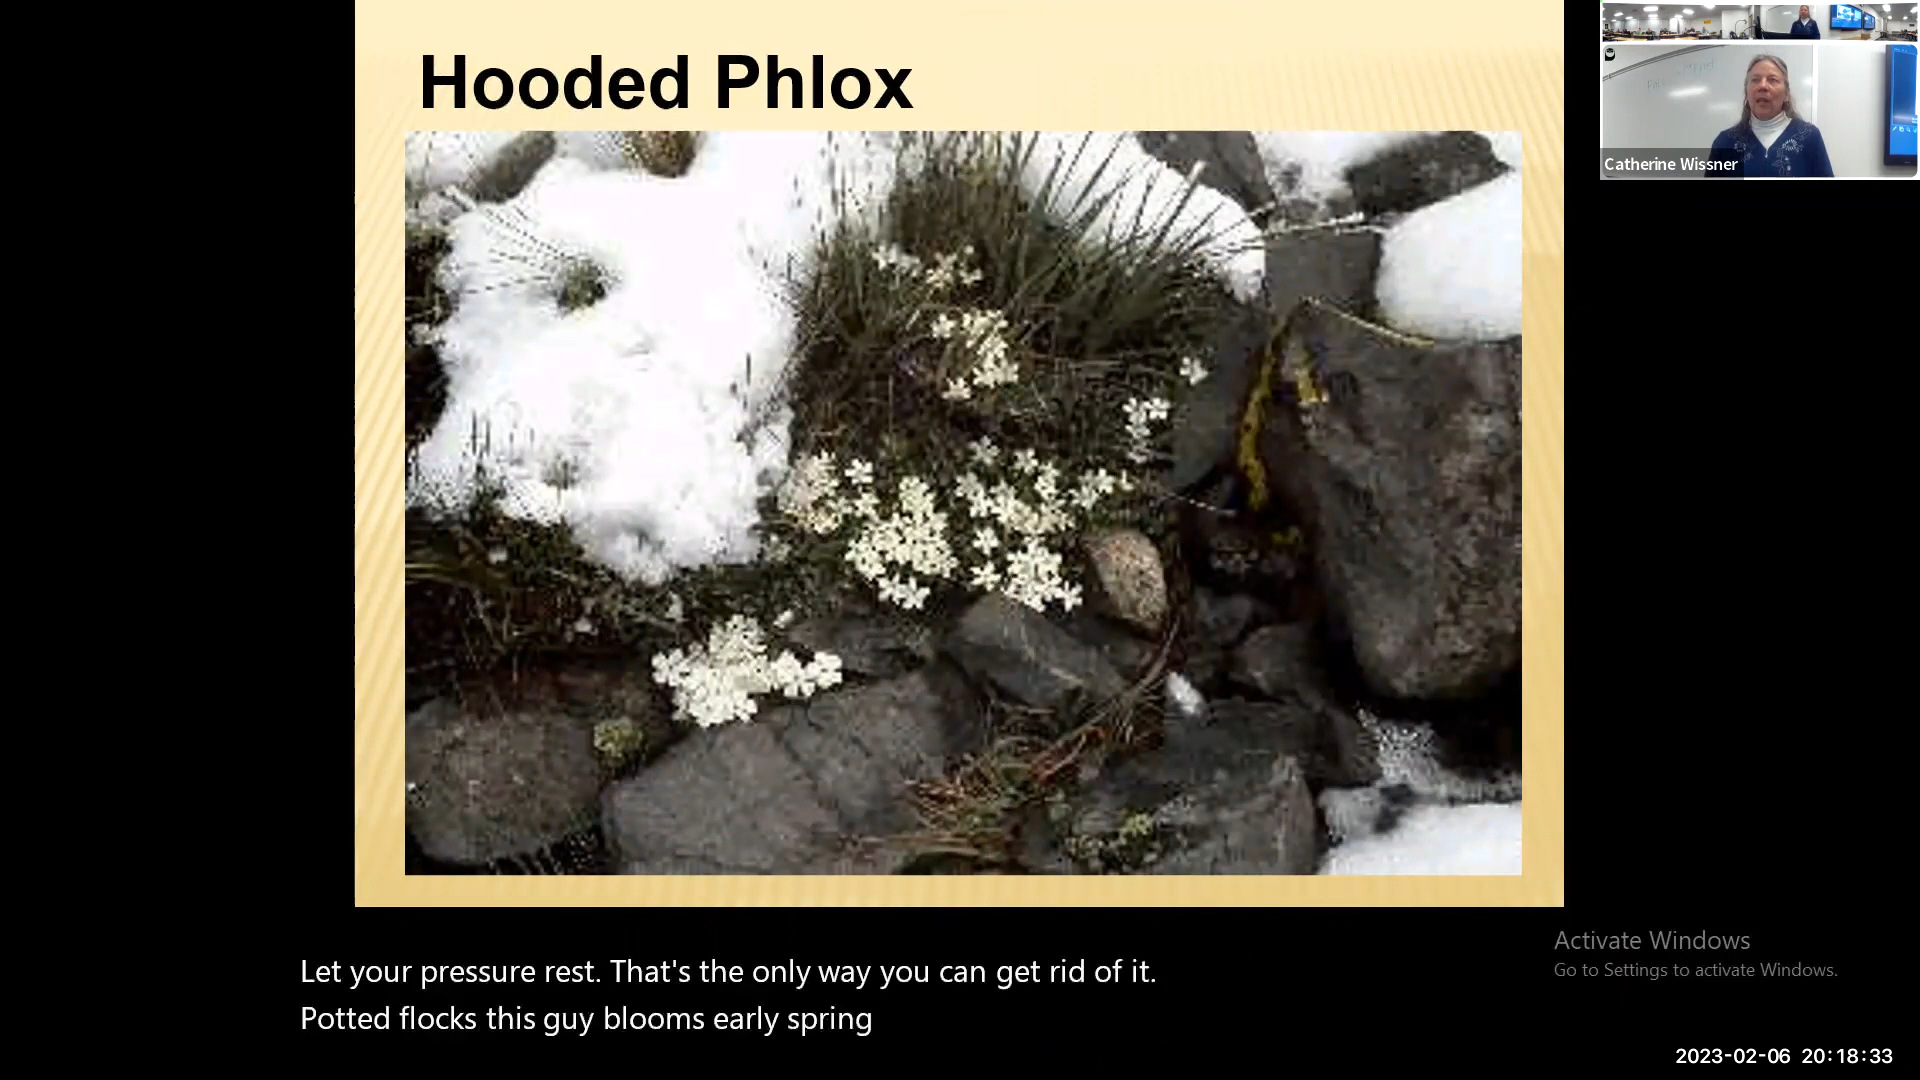 Hooded Phlox
Catherine Wissner
Let your pressure rest. That's the only way you can get rid of it.
Potted flocks this guy blooms early spring
Activate Windows
Go to Settings to activate Windows.
2023-02-06 20:18:33